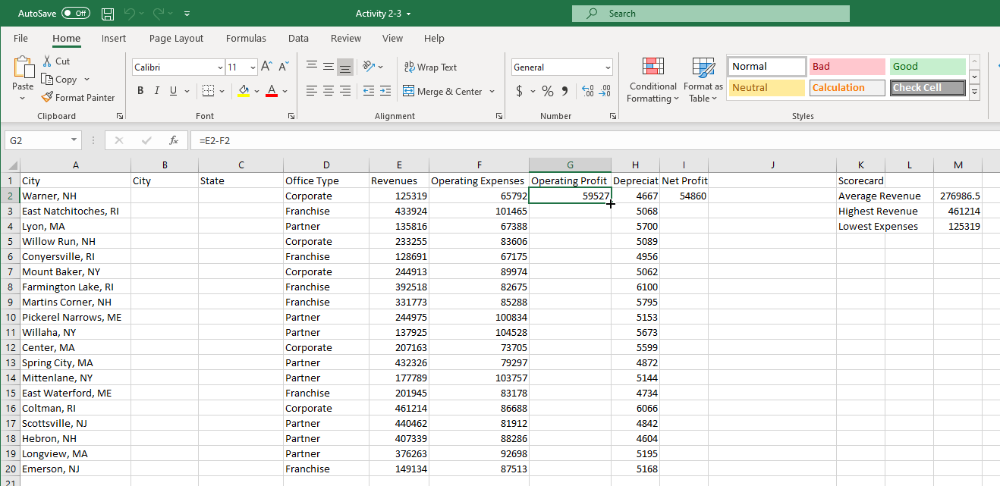 AutoSave Off Activity 2-3 Search
File Home Insert Page Layout Formulas Data Review View Help
Paste Cut Copy Format Painter Clipboard
Calibri 11 A A B I U A Font
ab Wrap Text Merge & Center Alignment
General $ % 9 .00 .00 Number
Conditional Formatting Format as Table Normal Bad Good Neutral Calculation Check Cell Styles
G2 fx =E2-F2
A B C D E F G H I J K L M
1 City City State Office Type Revenues Operating Expenses Operating Profit Depreciat Net Profit Scorecard
2 Warner, NH Corporate 125319 65792 59527 4667 54860 Average Revenue 276986.5
3 East Natchitoches, RI Franchise 433924 101465 5068 Highest Revenue 461214
4 Lyon, MA Partner 135816 67388 5700 Lowest Expenses 125319
5 Willow Run, NH Corporate 233255 83606 5089
6 Conyersville, RI Franchise 128691 67175 4956
7 Mount Baker, NY Corporate 244913 89974 5062
8 Farmington Lake, RI Franchise 392518 82675 6100
9 Martins Corner, NH Franchise 331773 85288 5795
10 Pickerel Narrows, ME Partner 244975 100834 5153
11 Willaha, NY Partner 137925 104528 5673
12 Center, MA Corporate 207163 73705 5599
13 Spring City, MA Partner 432326 79297 4872
14 Mittenlane, NY Partner 177789 103757 5144
15 East Waterford, ME Franchise 201945 83178 4734
16 Coltman, RI Corporate 461214 86688 6066
17 Scottsville, NJ Partner 440462 81912 4842
18 Hebron, NH Partner 407339 88286 4604
19 Longview, MA Partner 376263 92698 5195
20 Emerson, NJ Franchise 149134 87513 5168
21